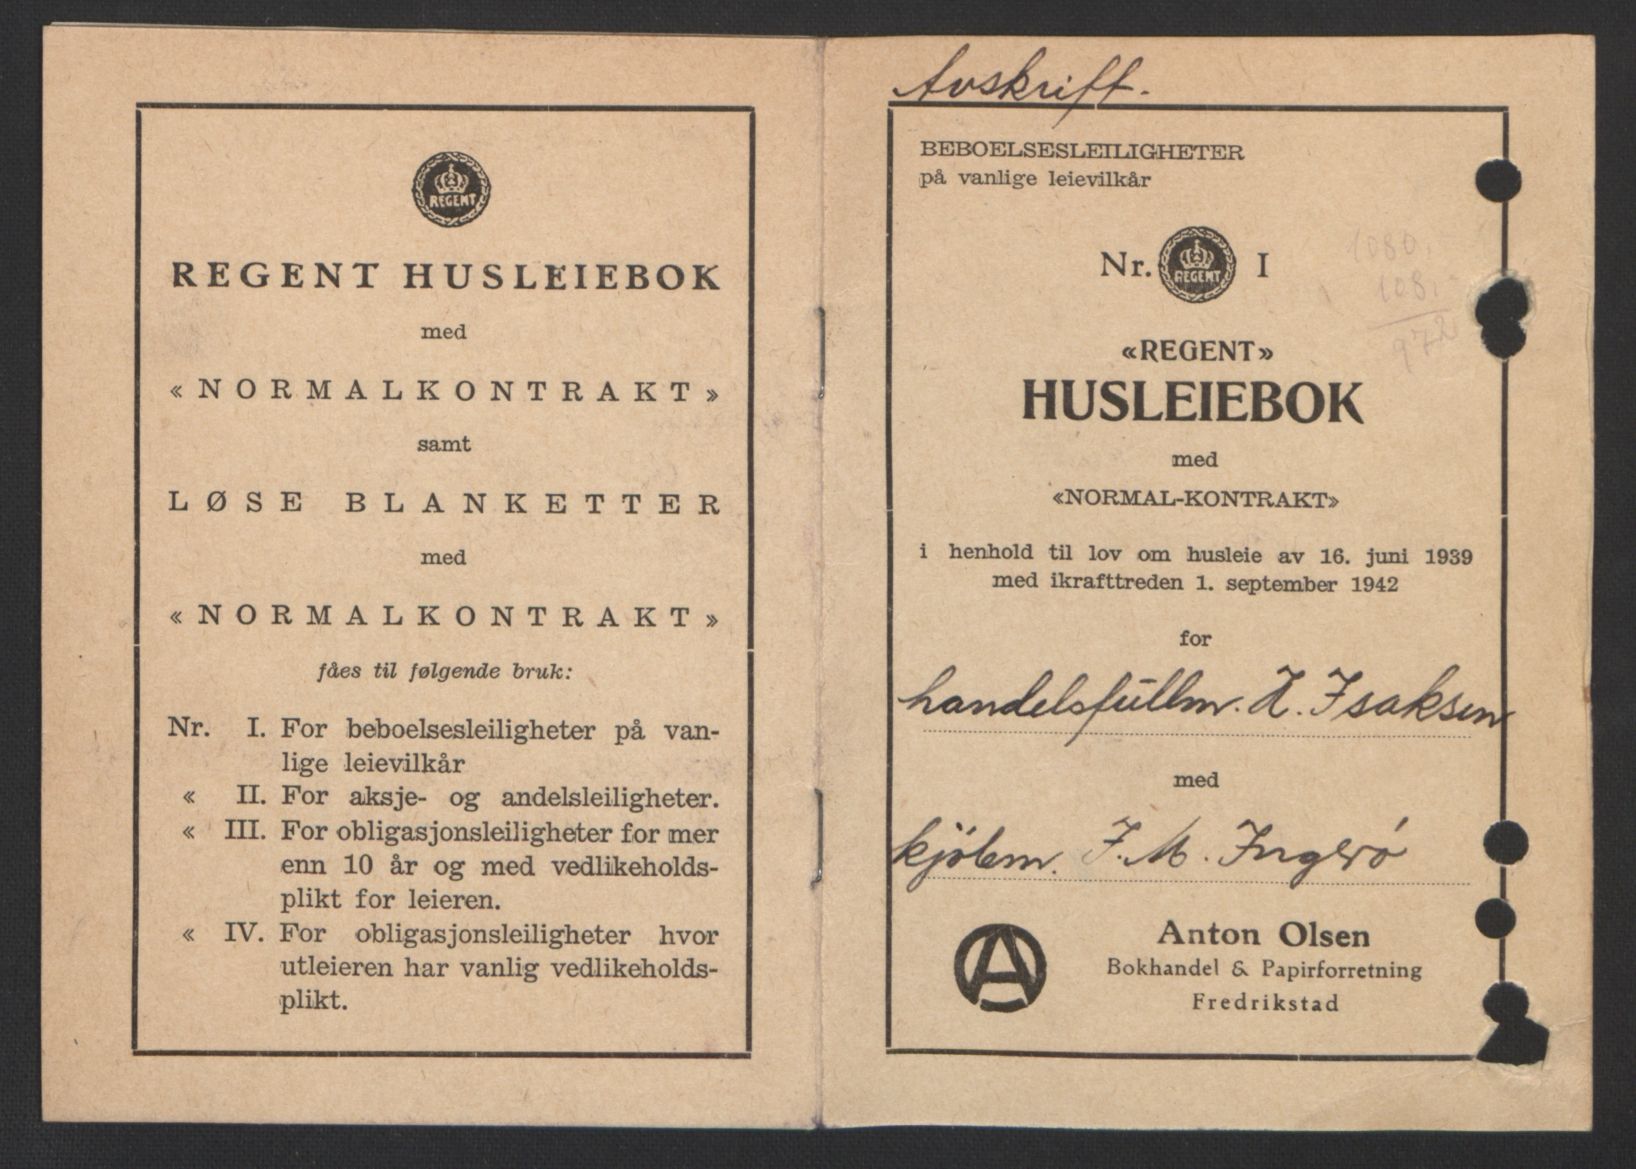 REGENT
REGENT HUSLEIEBOK
med
«NORMALKONTRAKT»
samt
LØSE BLANKETTER
med
«NORMALKONTRAKT»
fåes til følgende bruk:
Nr. I. For beboelsesleiligheter på van-
lige leievilkår
« II. For aksje- og andelsleiligheter.
« III. For obligasjonsleiligheter for mer
enn 10 år og med vedlikeholds-
plikt for leieren.
« IV. For obligasjonsleiligheter hvor
utleieren har vanlig vedlikeholds-
plikt.
Avskrift.
BEBOELSESLEILIGHETER
på vanlige leievilkår
Nr. REGENT I
1080.
108.
972
«REGENT»
HUSLEIEBOK
med
«NORMAL-KONTRAKT»
i henhold til lov om husleie av 16. juni 1939
med ikrafttreden 1. september 1942
for
handelsfullm. H. Isaksen
med
kjölem. J. M. Ingerö
A
Anton Olsen
Bokhandel & Papirforretning
Fredrikstad